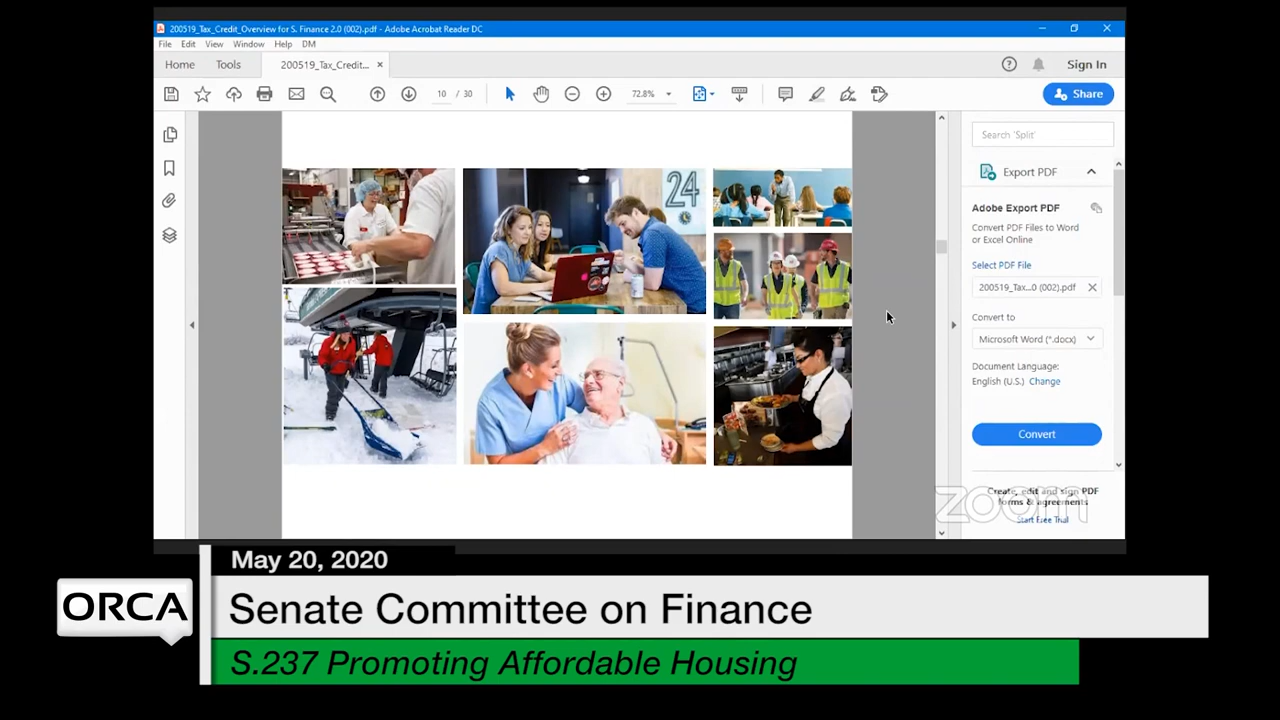 200519_Tax_Credit_Overview for S. Finance 2.0 (002).pdf - Adobe Acrobat Reader DC
File Edit View Window Help DM
Home Tools 200519_Tax_Credit... × Sign In
10 / 30 72.8% Share
Search 'Split'
Export PDF
Adobe Export PDF
Convert PDF Files to Word
or Excel Online
Select PDF File
200519_Tax...0 (002).pdf
Convert to
Microsoft Word (*.docx)
Document Language:
English (U.S.) Change
Convert
Create, edit and sign PDF
forms & agreements
Start Free Trial
zoom
24
May 20, 2020
ORCA
Senate Committee on Finance
S.237 Promoting Affordable Housing